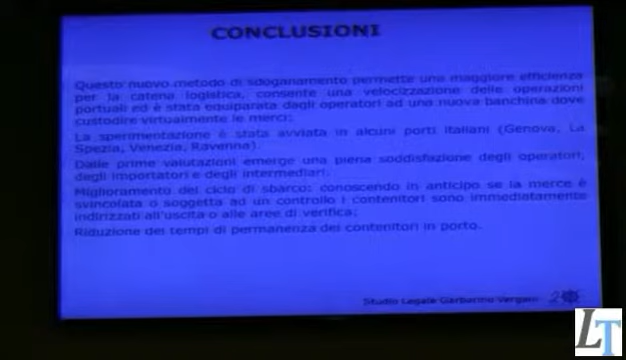 CONCLUSIONI
Questo nuovo metodo di sdoganamento permette una maggiore efficienza
per la catena logistica, consente una velocizzazione delle operazioni
portuali ed è stata equiparata dagli operatori ad una nuova banchina dove
custodire virtualmente le merci;
La sperimentazione è stata avviata in alcuni porti italiani (Genova, La
Spezia, Venezia, Ravenna).
Dalle prime valutazioni emerge una piena soddisfazione degli operatori,
degli importatori e degli intermediari.
Miglioramento del ciclo di sbarco: conoscendo in anticipo se la merce è
svincolata o soggetta ad un controllo i contenitori sono immediatamente
indirizzati all'uscita o alle aree di verifica;
Riduzione dei tempi di permanenza dei contenitori in porto.
Studio Legale Garbarino Vergani
LT